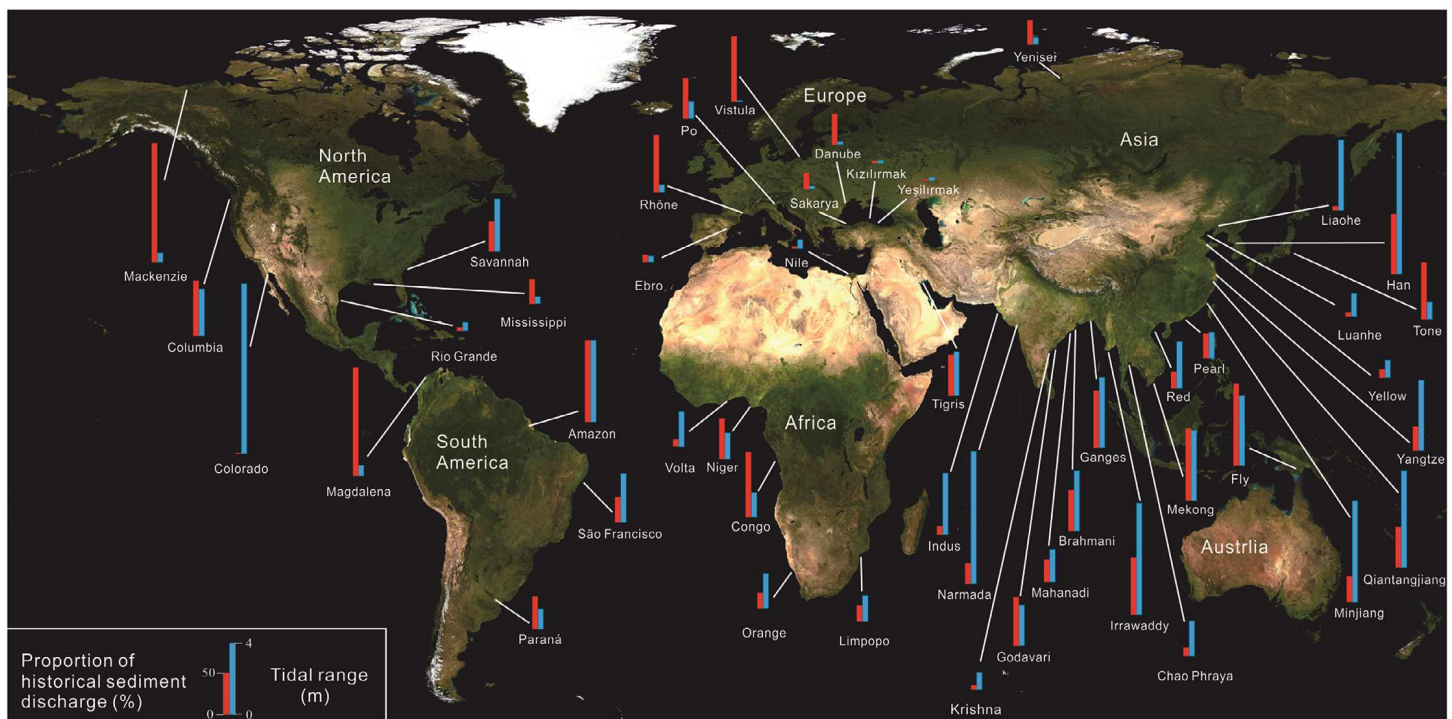 Yeniseri
Europe
Vistula
Po
Danube
Asia
North
America
Kızılırmak
Yeşilırmak
Rhône
Sakarya
Liaohe
Mackenzie
Savannah
Nile
Ebro
Han
Mississippi
Luanhe
Tone
Columbia
Rio Grande
Pearl
Red
Yellow
Tigris
Colorado
Amazon
Africa
South
America
Volta
Niger
Ganges
Yangtze
Magdalena
Fly
Mekong
São Francisco
Congo
Indus
Brahmani
Austrlia
Qiantangjiang
Narmada
Mahanadi
Minjiang
Irrawaddy
Orange
Limpopo
Paraná
Godavari
Chao Phraya
Krishna
Proportion of
historical sediment
discharge (%)
50
0
4
0
Tidal range
(m)